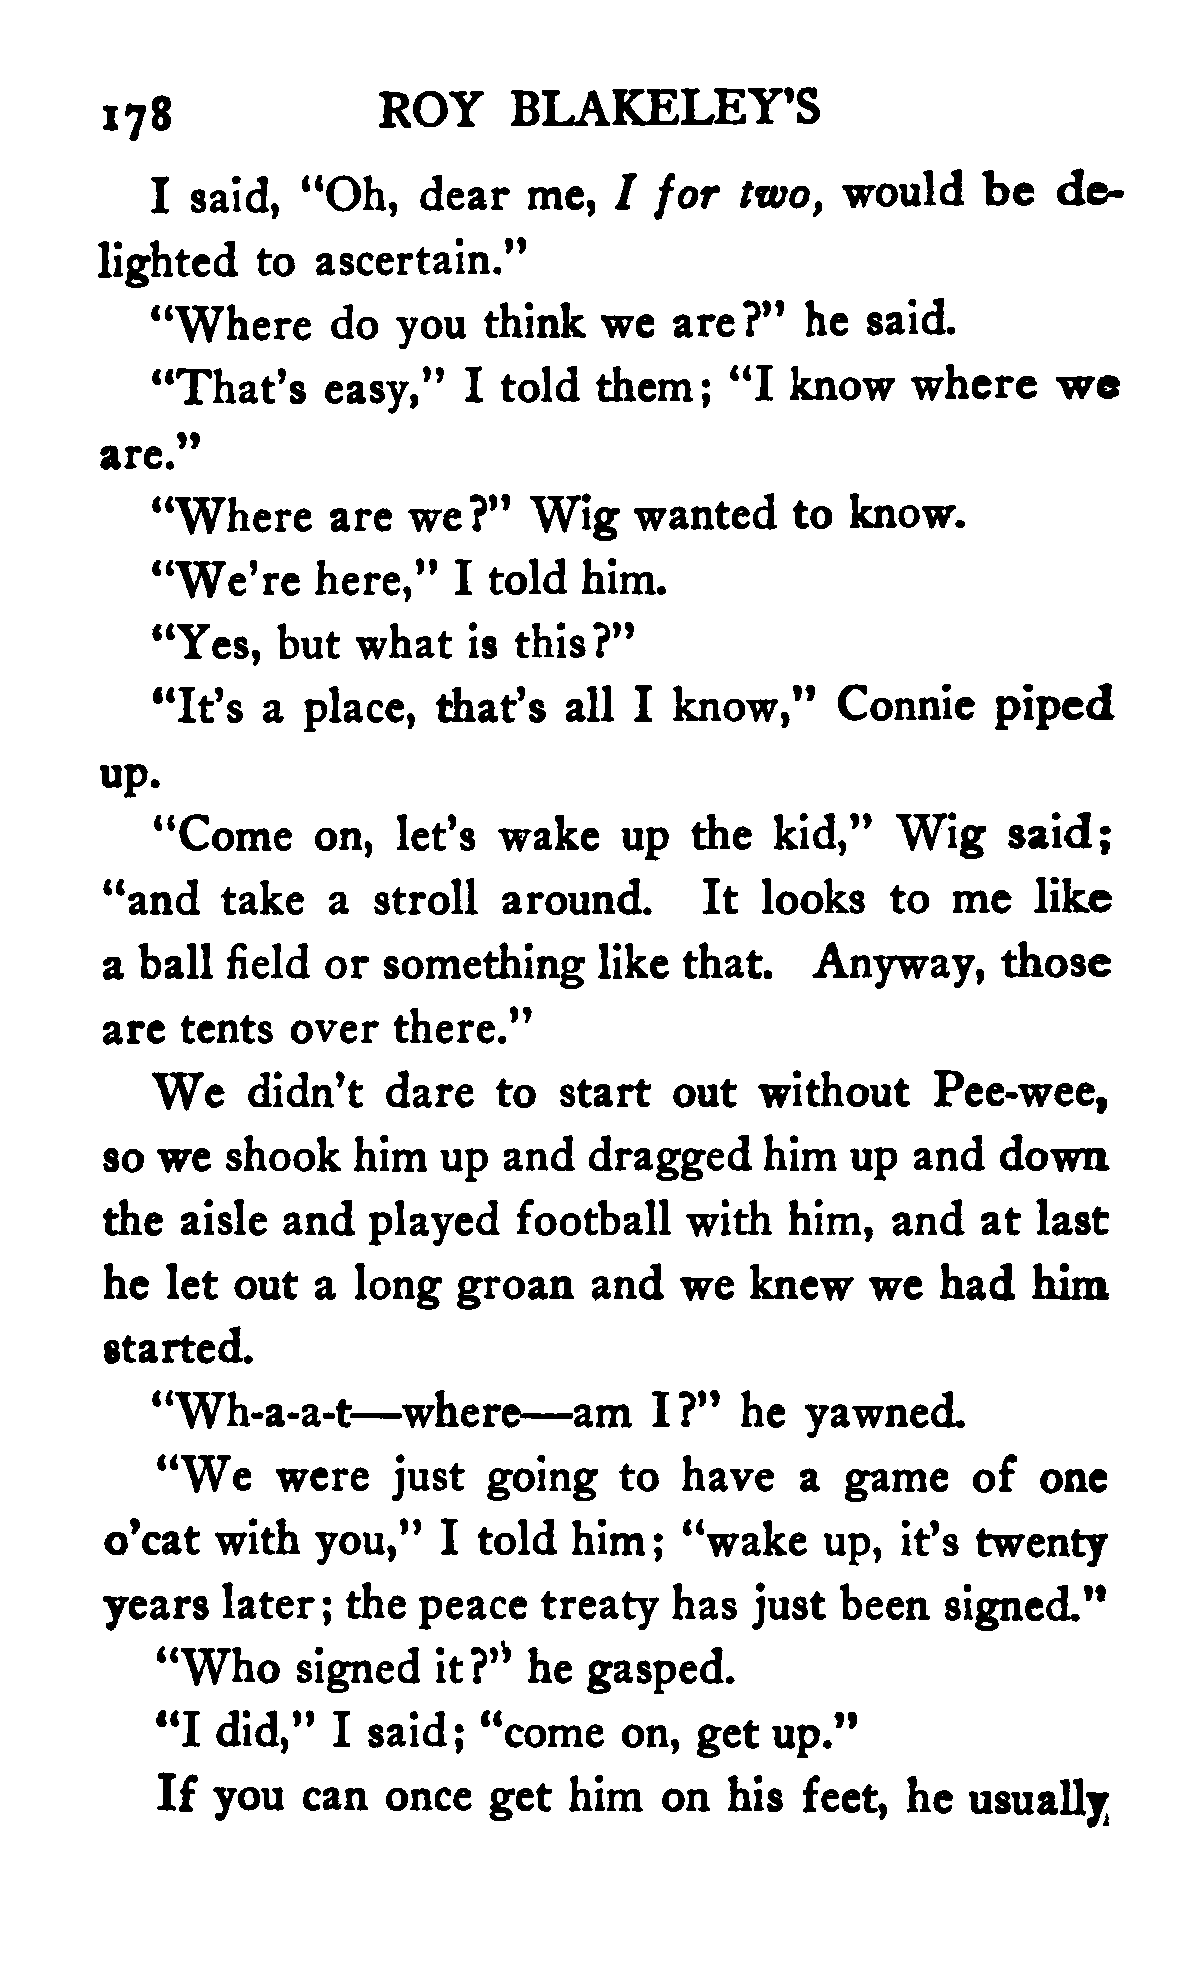 178 ROY BLAKELEY'S
I said, “Oh, dear me, I for two, would be de-
lighted to ascertain.”
“Where do you think we are?” he said.
“That's easy,” I told them; “I know where we
are.”
“Where are we?” Wig wanted to know.
“We're here,” I told him.
“Yes, but what is this?”
“It's a place, that's all I know,” Connie piped
up.
“Come on, let's wake up the kid,” Wig said;
“and take a stroll around. It looks to me like
a ball field or something like that. Anyway, those
are tents over there.”
We didn't dare to start out without Pee-wee,
so we shook him up and dragged him up and down
the aisle and played football with him, and at last
he let out a long groan and we knew we had him
started.
“Wh-a-a-t—where—am I?” he yawned.
“We were just going to have a game of one
o'cat with you,” I told him; “wake up, it's twenty
years later; the peace treaty has just been signed.”
“Who signed it?” he gasped.
“I did,” I said; “come on, get up.”
If you can once get him on his feet, he usually